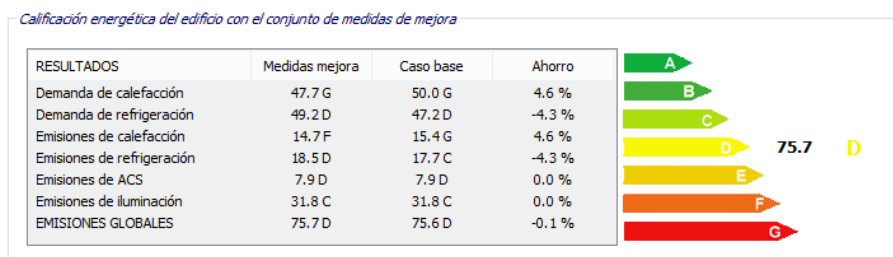 Calificación energética del edificio con el conjunto de medidas de mejora
RESULTADOS Medidas mejora Caso base Ahorro
Demanda de calefacción 47.7 G 50.0 G 4.6 %
Demanda de refrigeración 49.2 D 47.2 D -4.3 %
Emisiones de calefacción 14.7 F 15.4 G 4.6 %
Emisiones de refrigeración 18.5 D 17.7 C -4.3 %
Emisiones de ACS 7.9 D 7.9 D 0.0 %
Emisiones de iluminación 31.8 C 31.8 C 0.0 %
EMISIONES GLOBALES 75.7 D 75.6 D -0.1 %
A
B
C
D 75.7 D
E
F
G